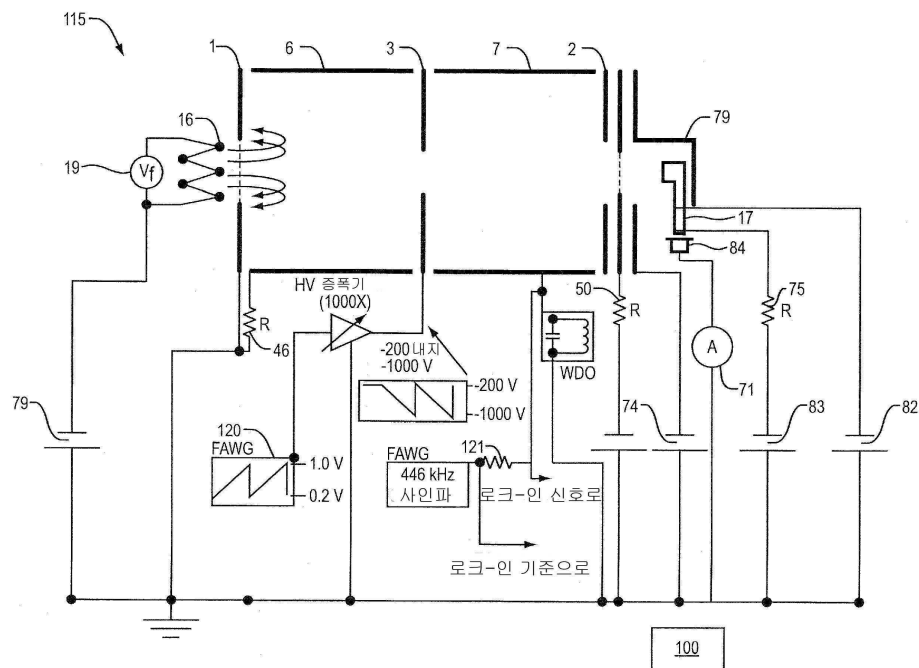 115
1
6
3
7
2
79
16
19
Vf
17
84
HV 증폭기
(1000X)
50
75
R
R
R
46
-200 내지
-1000 V
WDO
A
71
-200 V
-1000 V
79
120
74
83
82
FAWG
1.0 V
0.2 V
FAWG
121
446 kHz
사인파
로크-인 신호로
로크-인 기준으로
100